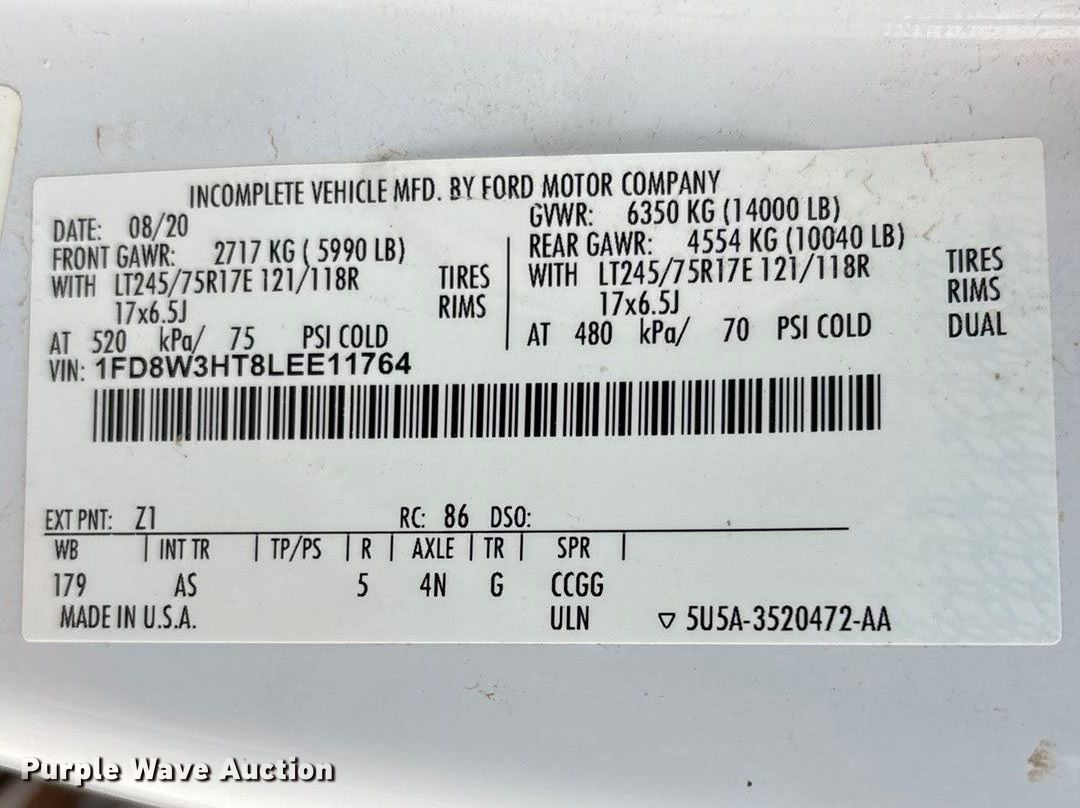 INCOMPLETE VEHICLE MFD. BY FORD MOTOR COMPANY
DATE: 08/20 GVWR: 6350 KG (14000 LB)
FRONT GAWR: 2717 KG ( 5990 LB) REAR GAWR: 4554 KG (10040 LB)
WITH LT245/75R17E 121/118R TIRES WITH LT245/75R17E 121/118R TIRES
17x6.5J RIMS 17x6.5J RIMS
AT 520 kPa/ 75 PSI COLD AT 480 kPa/ 70 PSI COLD DUAL
VIN: 1FD8W3HT8LEE11764
EXT PNT: Z1 RC: 86 DSO:
WB INT TR TP/PS R AXLE TR SPR
179 AS 5 4N G CCGG
MADE IN U.S.A. ULN ▽ 5U5A-3520472-AA
Purple Wave Auction